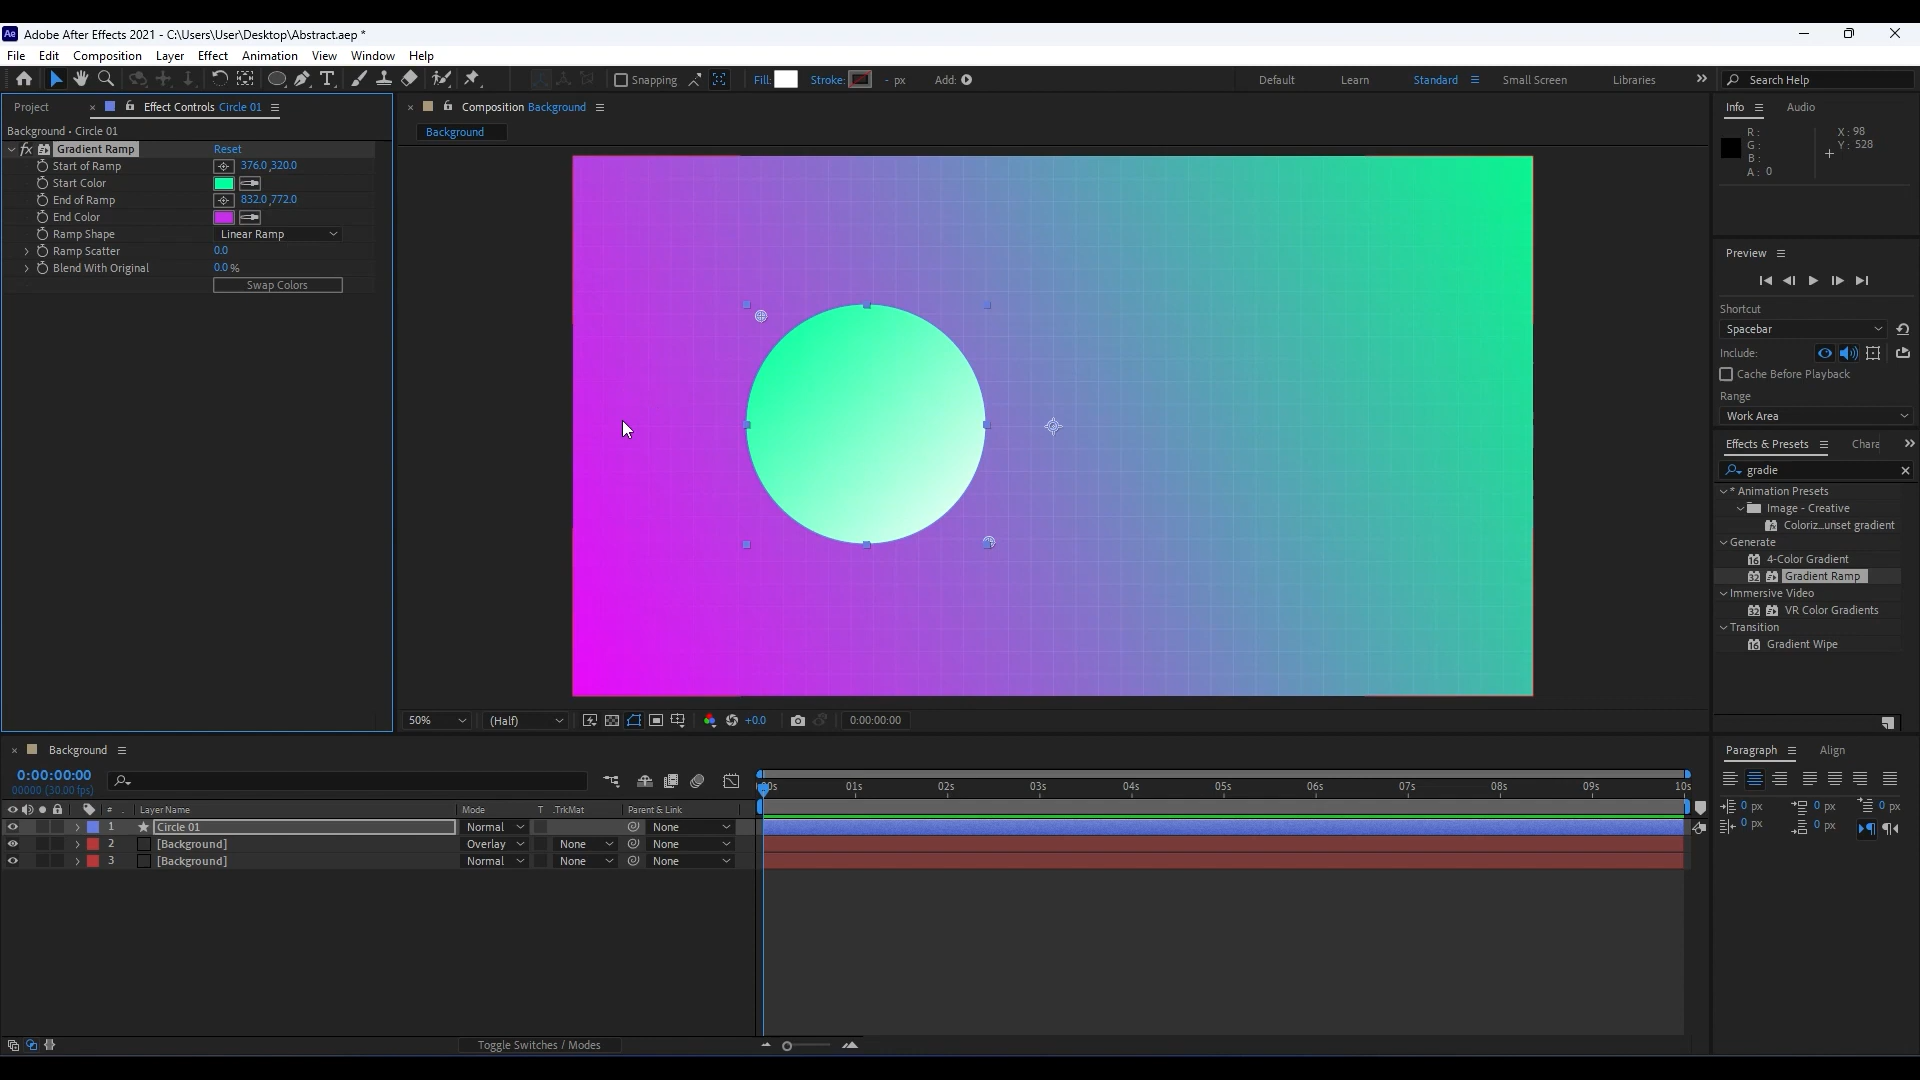 Ae Adobe After Effects 2021 - C:\Users\User\Desktop\Abstract.aep *
File Edit Composition Layer Effect Animation View Window Help
Snapping Fill: Stroke: - px Add: Default Learn Standard Small Screen Libraries Search Help
Project Effect Controls Circle 01
Composition Background
Info Audio
Background • Circle 01
Background
fx Gradient Ramp Reset
Start of Ramp 376.0,320.0
Start Color
End of Ramp 832.0,772.0
End Color
Ramp Shape Linear Ramp
Ramp Scatter 0.0
Blend With Original 0.0 %
Swap Colors
R:
G:
B:
A: 0
X: 98
Y: 528
Preview
Shortcut
Spacebar
Include:
Cache Before Playback
Range
Work Area
Effects & Presets Chara
gradie
* Animation Presets
Image - Creative
Coloriz...unset gradient
Generate
4-Color Gradient
Gradient Ramp
Immersive Video
VR Color Gradients
Transition
Gradient Wipe
50% (Half) +0.0 0:00:00:00
Background
0:00:00:00
00000 (30.00 fps)
# Layer Name Mode T .TrkMat Parent & Link
1 Circle 01 Normal None
2 [Background] Overlay None None
3 [Background] Normal None None
00s 01s 02s 03s 04s 05s 06s 07s 08s 09s 10s
Toggle Switches / Modes
Paragraph Align
0 px 0 px 0 px
0 px 0 px